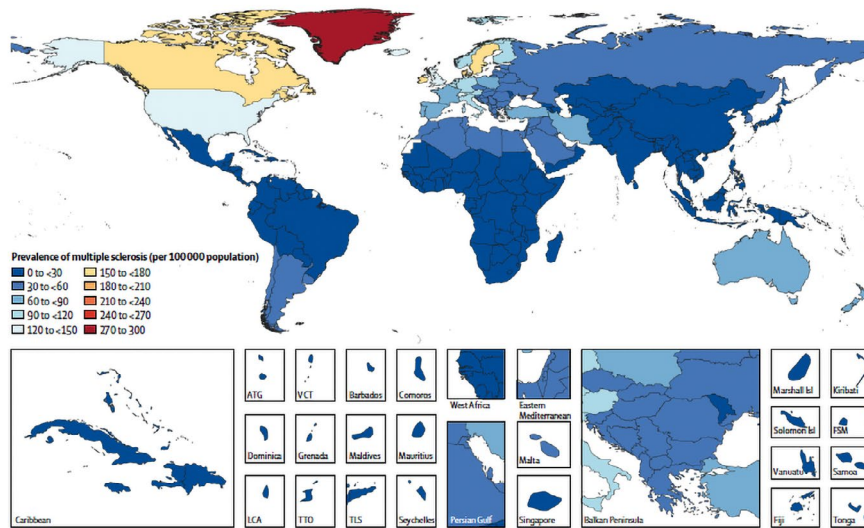 Prevalence of multiple sclerosis (per 100 000 population)
0 to <30
30 to <60
60 to <90
90 to <120
120 to <150
150 to <180
180 to <210
210 to <240
240 to <270
270 to 300
Caribbean
ATG
VCT
Barbados
Comoros
Dominica
Grenada
Maldives
Mauritius
LCA
TTO
TLS
Seychelles
West Africa
Eastern
Mediterranean
Persian Gulf
Malta
Singapore
Balkan Peninsula
Marshall Isl
Kiribati
Solomon Isl
FSM
Vanuatu
Samoa
Fiji
Tonga